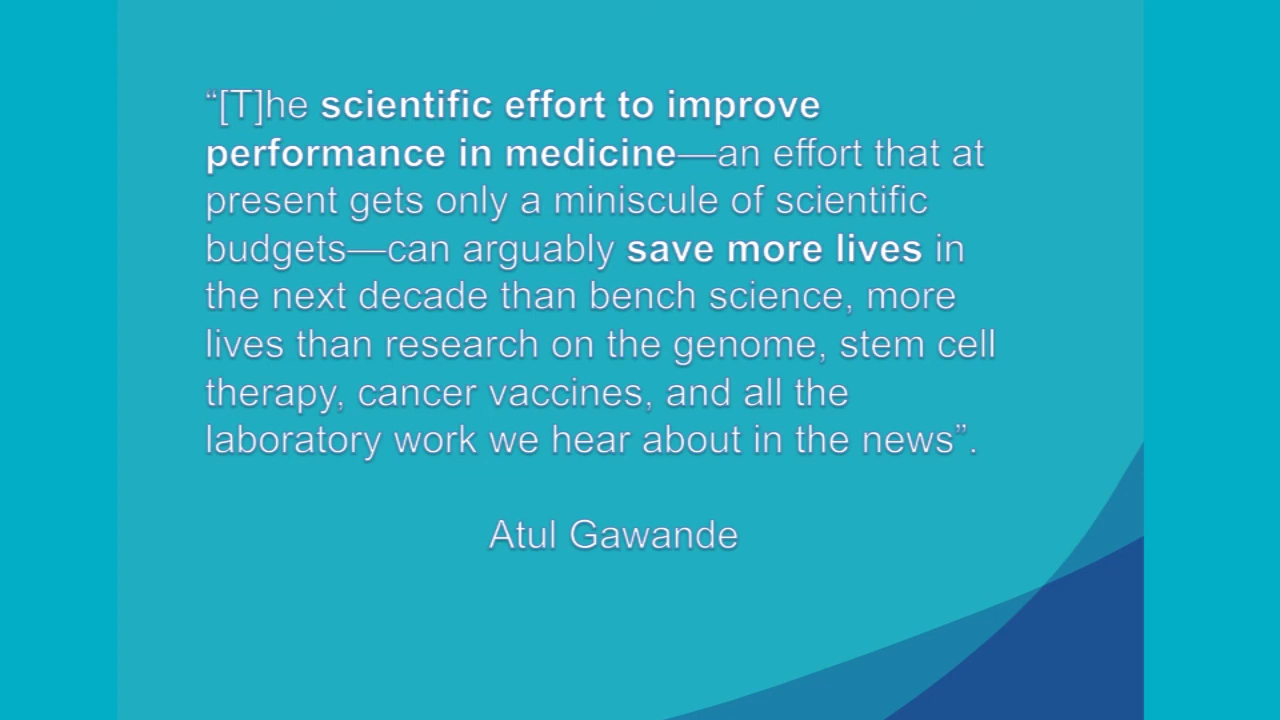 “[T]he scientific effort to improve
performance in medicine—an effort that at
present gets only a miniscule of scientific
budgets—can arguably save more lives in
the next decade than bench science, more
lives than research on the genome, stem cell
therapy, cancer vaccines, and all the
laboratory work we hear about in the news”.
Atul Gawande